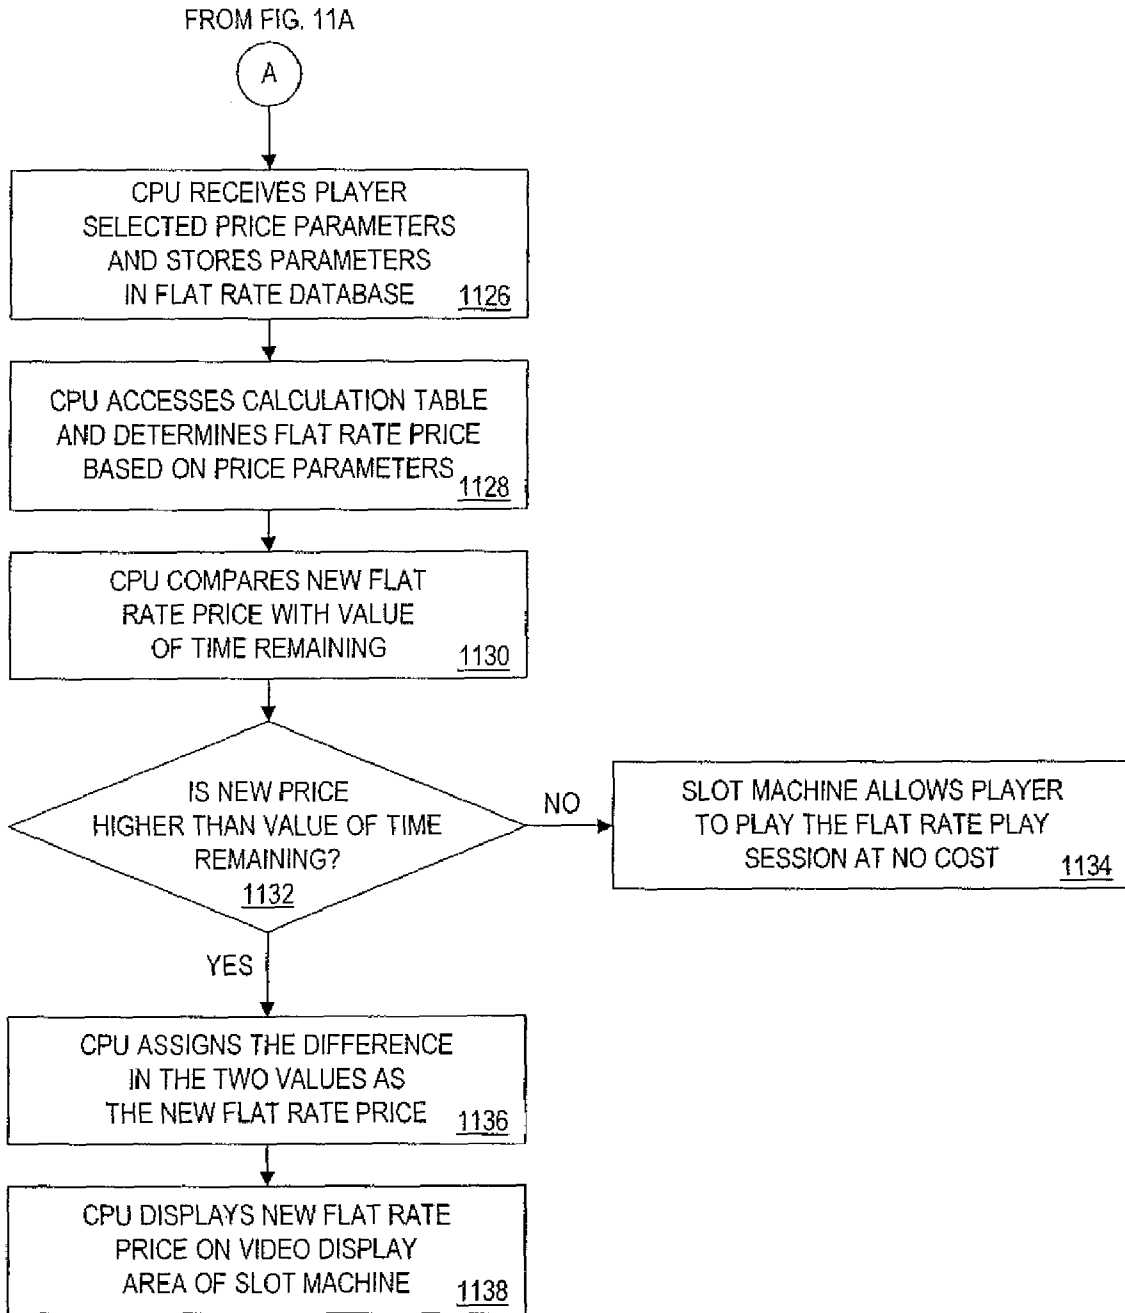 FROM FIG. 11A
A
CPU RECEIVES PLAYER
SELECTED PRICE PARAMETERS
AND STORES PARAMETERS
IN FLAT RATE DATABASE
1126
CPU ACCESSES CALCULATION TABLE
AND DETERMINES FLAT RATE PRICE
BASED ON PRICE PARAMETERS
1128
CPU COMPARES NEW FLAT
RATE PRICE WITH VALUE
OF TIME REMAINING
1130
IS NEW PRICE
HIGHER THAN VALUE OF TIME
REMAINING?
1132
NO
SLOT MACHINE ALLOWS PLAYER
TO PLAY THE FLAT RATE PLAY
SESSION AT NO COST
1134
YES
CPU ASSIGNS THE DIFFERENCE
IN THE TWO VALUES AS
THE NEW FLAT RATE PRICE
1136
CPU DISPLAYS NEW FLAT RATE
PRICE ON VIDEO DISPLAY
AREA OF SLOT MACHINE
1138